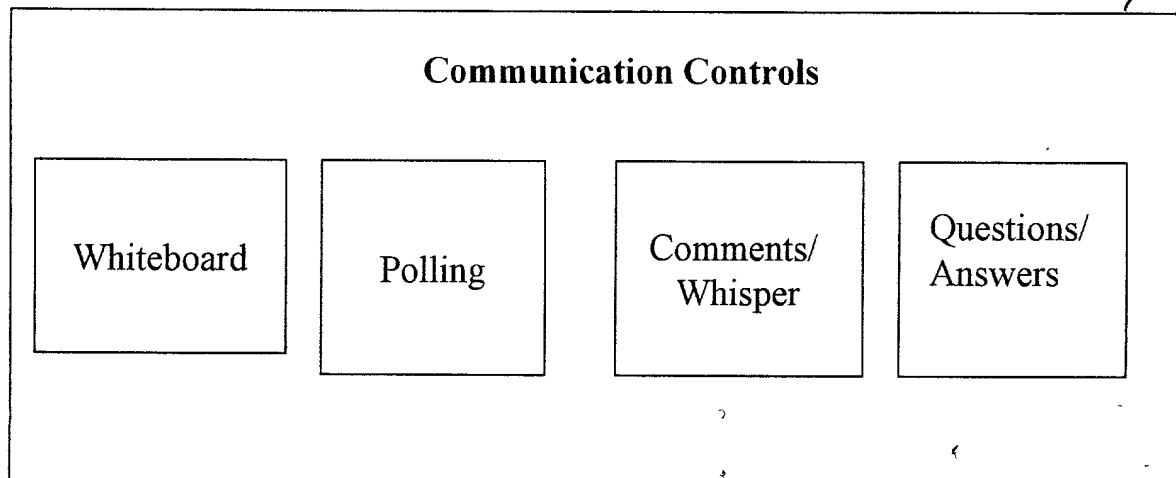 Communication Controls
Whiteboard
Polling
Comments/
Whisper
Questions/
Answers